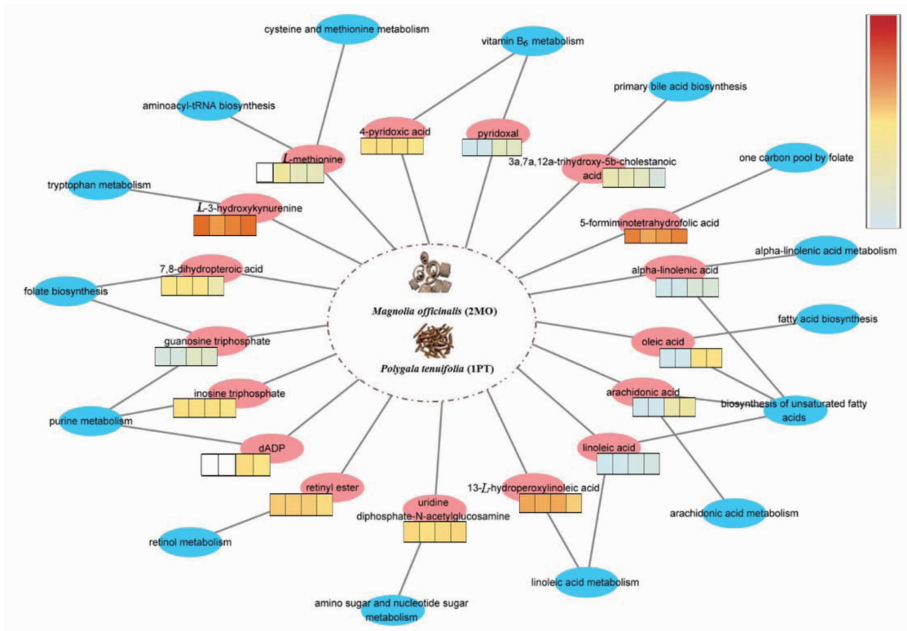 cysteine and methionine metabolism
vitamin B6 metabolism
primary bile acid biosynthesis
aminoacyl-tRNA biosynthesis
4-pyridoxic acid
pyridoxal
L-methionine
3a,7a,12a-trihydroxy-5b-cholestanoic
acid
one carbon pool by folate
tryptophan metabolism
L-3-hydroxykynurenine
5-forminotetrahydrofolic acid
alpha-linolenic acid metabolism
7,8-dihydropteroic acid
alpha-linolenic acid
folate biosynthesis
Magnolia officinalis (2MO)
fatty acid biosynthesis
guanosine triphosphate
oleic acid
Polygala tenuifolia (1PT)
inosine triphosphate
arachidonic acid
biosynthesis of unsaturated fatty
acids
purine metabolism
dADP
linoleic acid
retinyl ester
13-L-hydroperoxylinoleic acid
uridine
diphosphate-N-acetylglucosamine
arachidonic acid metabolism
retinol metabolism
linoleic acid metabolism
amino sugar and nucleotide sugar
metabolism